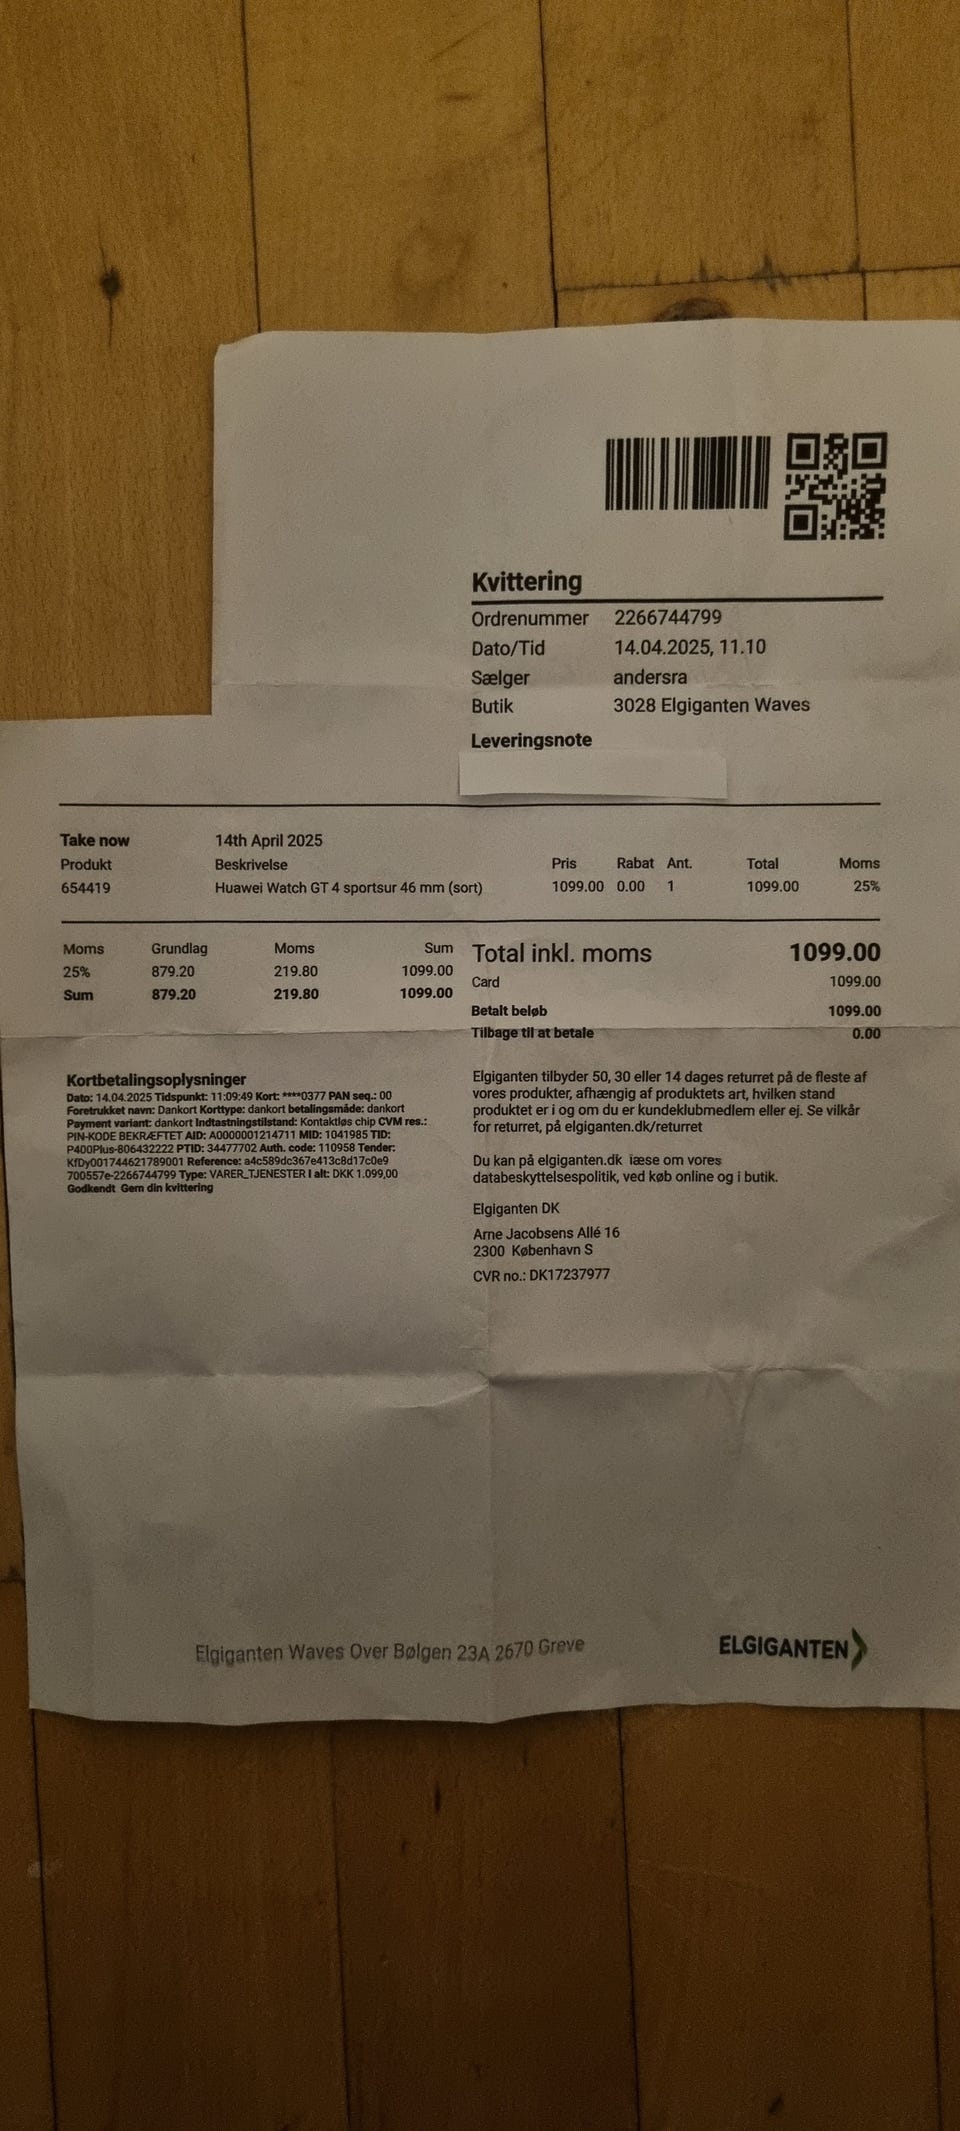 Kvittering
Ordrenummer 2266744799
Dato/Tid 14.04.2025, 11.10
Sælger andersra
Butik 3028 Elgiganten Waves
Leveringsnote
Take now 14th April 2025
Produkt Beskrivelse Pris Rabat Ant. Total Moms
654419 Huawei Watch GT 4 sportsur 46 mm (sort) 1099.00 0.00 1 1099.00 25%
Moms Grundlag Moms Sum
25% 879.20 219.80 1099.00
Sum 879.20 219.80 1099.00
Total inkl. moms 1099.00
Card 1099.00
Betalt beløb 1099.00
Tilbage til at betale 0.00
Kortbetalingsoplysninger
Dato: 14.04.2025 Tidspunkt: 11:09:49 Kort: ****0377 PAN seq.: 00
Foretrukket navn: Dankort Korttype: dankort betalingsmåde: dankort
Payment variant: dankort Indtastningstilstand: Kontaktløs chip CVM res.:
PIN-KODE BEKRÆFTET AID: A0000001214711 MID: 1041985 TID:
P400Plus-806432222 PTID: 34477702 Auth. code: 110958 Tender:
KfDy001744621789001 Reference: a4c589dc367e413c8d17c0e9
700557e-2266744799 Type: VARER_TJENESTER I alt: DKK 1.099,00
Godkendt Gem din kvittering
Elgiganten tilbyder 50, 30 eller 14 dages returret på de fleste af
vores produkter, afhængig af produktets art, hvilken stand
produktet er i og om du er kundeklubmedlem eller ej. Se vilkår
for returret, på elgiganten.dk/returret
Du kan på elgiganten.dk læse om vores
databeskyttelsespolitik, ved køb online og i butik.
Elgiganten DK
Arne Jacobsens Allé 16
2300 København S
CVR no.: DK17237977
Elgiganten Waves Over Bølgen 23A 2670 Greve
ELGIGANTEN